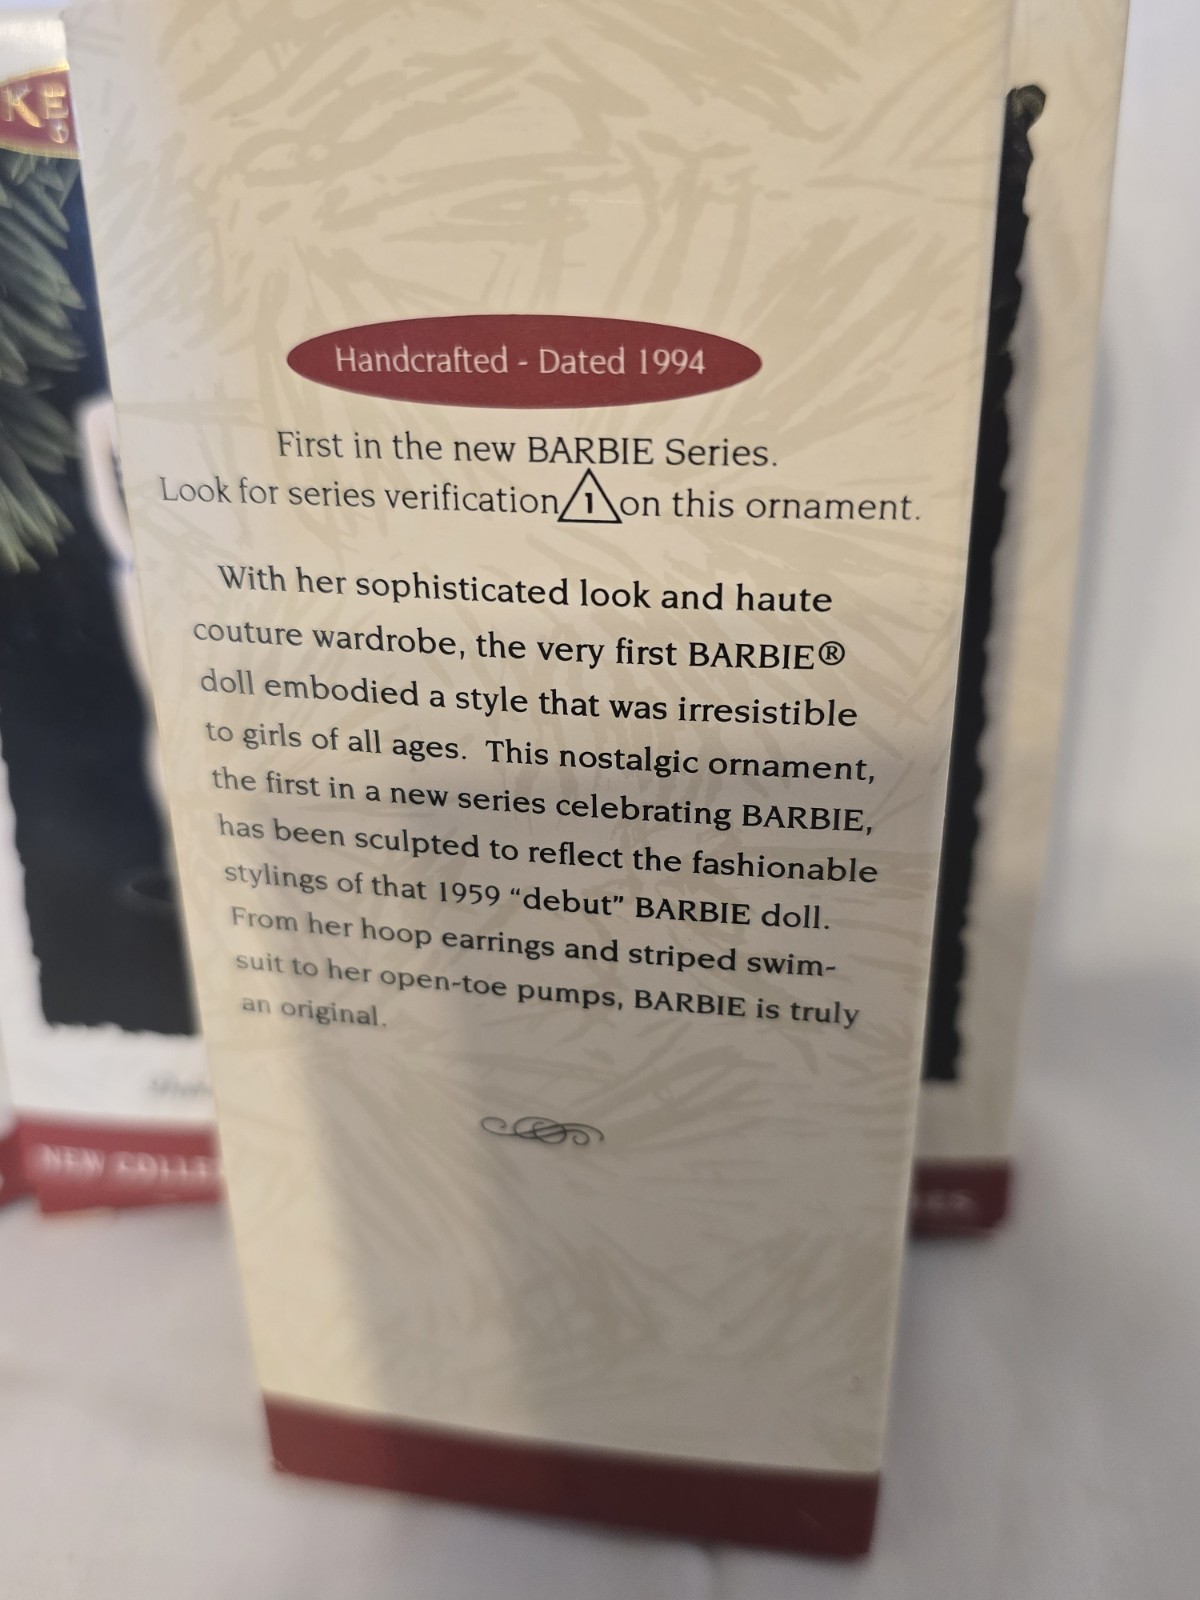 KE
Handcrafted - Dated 1994
First in the new BARBIE Series.
Look for series verification 1 on this ornament.
With her sophisticated look and haute
couture wardrobe, the very first BARBIE®
doll embodied a style that was irresistible
to girls of all ages. This nostalgic ornament,
the first in a new series celebrating BARBIE,
has been sculpted to reflect the fashionable
stylings of that 1959 “debut” BARBIE doll.
From her hoop earrings and striped swim-
suit to her open-toe pumps, BARBIE is truly
an original.
NEW COLLE